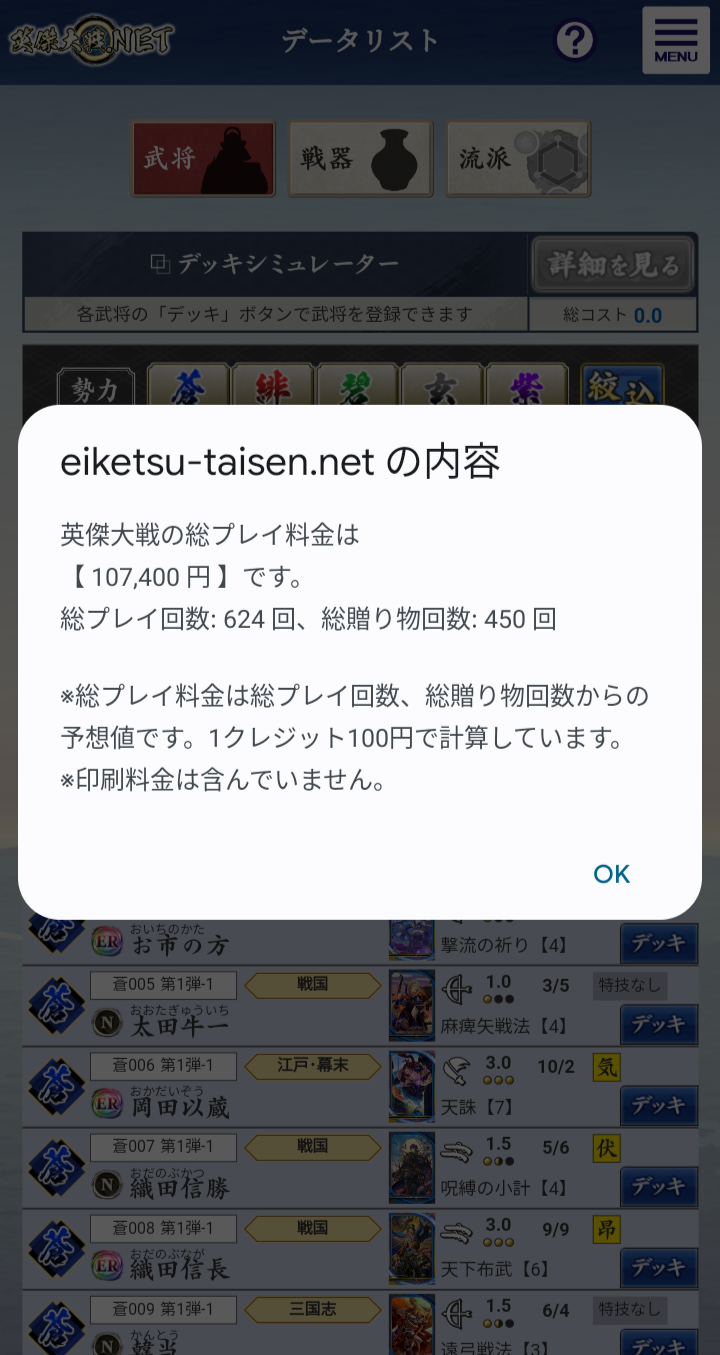 英傑大戦.NET
データリスト
?
MENU
武将
戦器
流派
デッキシミュレーター
詳細を見る
各武将の「デッキ」ボタンで武将を登録できます
総コスト 0.0
勢力 蒼 緋 碧 玄 紫 絞込
eiketsu-taisen.net の内容
英傑大戦の総プレイ料金は
【 107,400 円 】です。
総プレイ回数: 624 回、総贈り物回数: 450 回
※総プレイ料金は総プレイ回数、総贈り物回数からの
予想値です。1クレジット100円で計算しています。
※印刷料金は含んでいません。
OK
蒼
ER
おいちのかた
お市の方
撃流の祈り【4】
デッキ
蒼
蒼005 第1弾-1
戦国
1.0
3/5
特技なし
N
おおたぎゅういち
太田牛一
麻痺矢戦法【4】
デッキ
蒼
蒼006 第1弾-1
江戸・幕末
3.0
10/2
気
ER
おかだいぞう
岡田以蔵
天誅【7】
デッキ
蒼
蒼007 第1弾-1
戦国
1.5
5/6
伏
N
おだのぶかつ
織田信勝
呪縛の小計【4】
デッキ
蒼
蒼008 第1弾-1
戦国
3.0
9/9
昂
ER
おだのぶなが
織田信長
天下布武【6】
デッキ
蒼
蒼009 第1弾-1
三国志
1.5
6/4
特技なし
N
かんとう
韓当
遠弓戦法【3】
デッキ